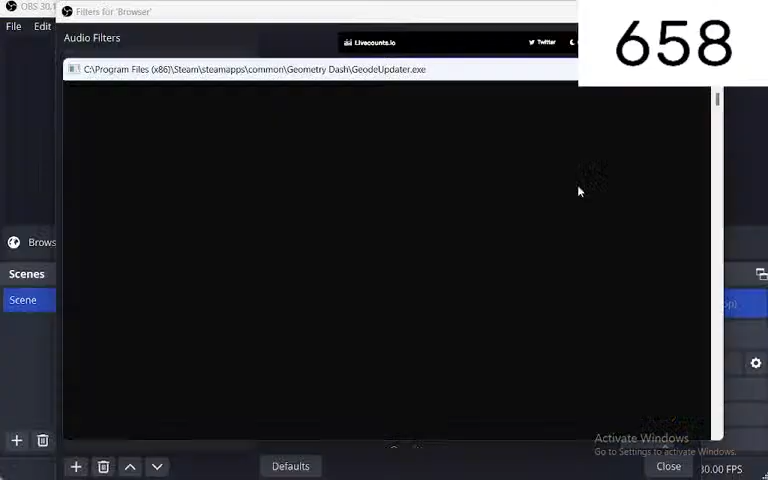 OBS 30.1
Filters for 'Browser'
File Edit
Audio Filters
Livecounts.io
Twitter
658
C:\Program Files (x86)\Steam\steamapps\common\Geometry Dash\GeodeUpdater.exe
Brows
Scenes
Scene
op)
Activate Windows
Go to Settings to activate Windows.
Defaults
Close
30.00 FPS